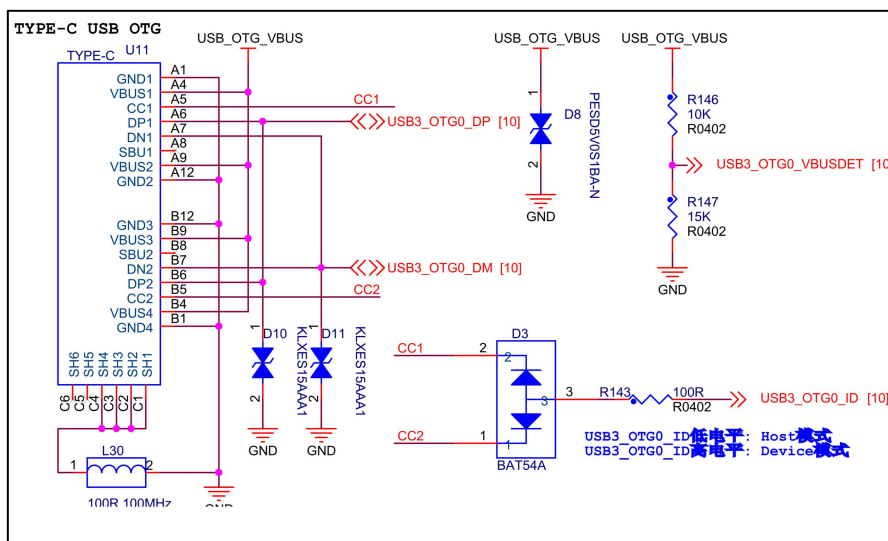 TYPE-C USB OTG
TYPE-C U11
GND1 A1
VBUS1 A4
CC1 A5
DP1 A6
DN1 A7
SBU1 A8
VBUS2 A9
GND2 A12
GND3 B12
VBUS3 B9
SBU2 B8
DN2 B7
DP2 B6
CC2 B5
VBUS4 B4
GND4 B1
SH6 SH5 SH4 SH3 SH2 SH1
C6 C5 C4 C3 C2 C1
L30
1 2
100R 100MHz
GND
USB_OTG_VBUS
CC1
USB3_OTG0_DP [10]
USB3_OTG0_DM [10]
CC2
1 D10
KLXES15AAA1
2
GND
1 D11
KLXES15AAA1
2
GND
USB_OTG_VBUS
1
D8
PESD5V0S1BA-N
2
GND
USB_OTG_VBUS
R146
10K
R0402
USB3_OTG0_VBUSDET [10
R147
15K
R0402
GND
D3
CC1 2 2
3 3 R143 100R USB3_OTG0_ID [10]
R0402
CC2 1 1
BAT54A
USB3_OTG0_ID低电平: Host模式
USB3_OTG0_ID高电平: Device模式